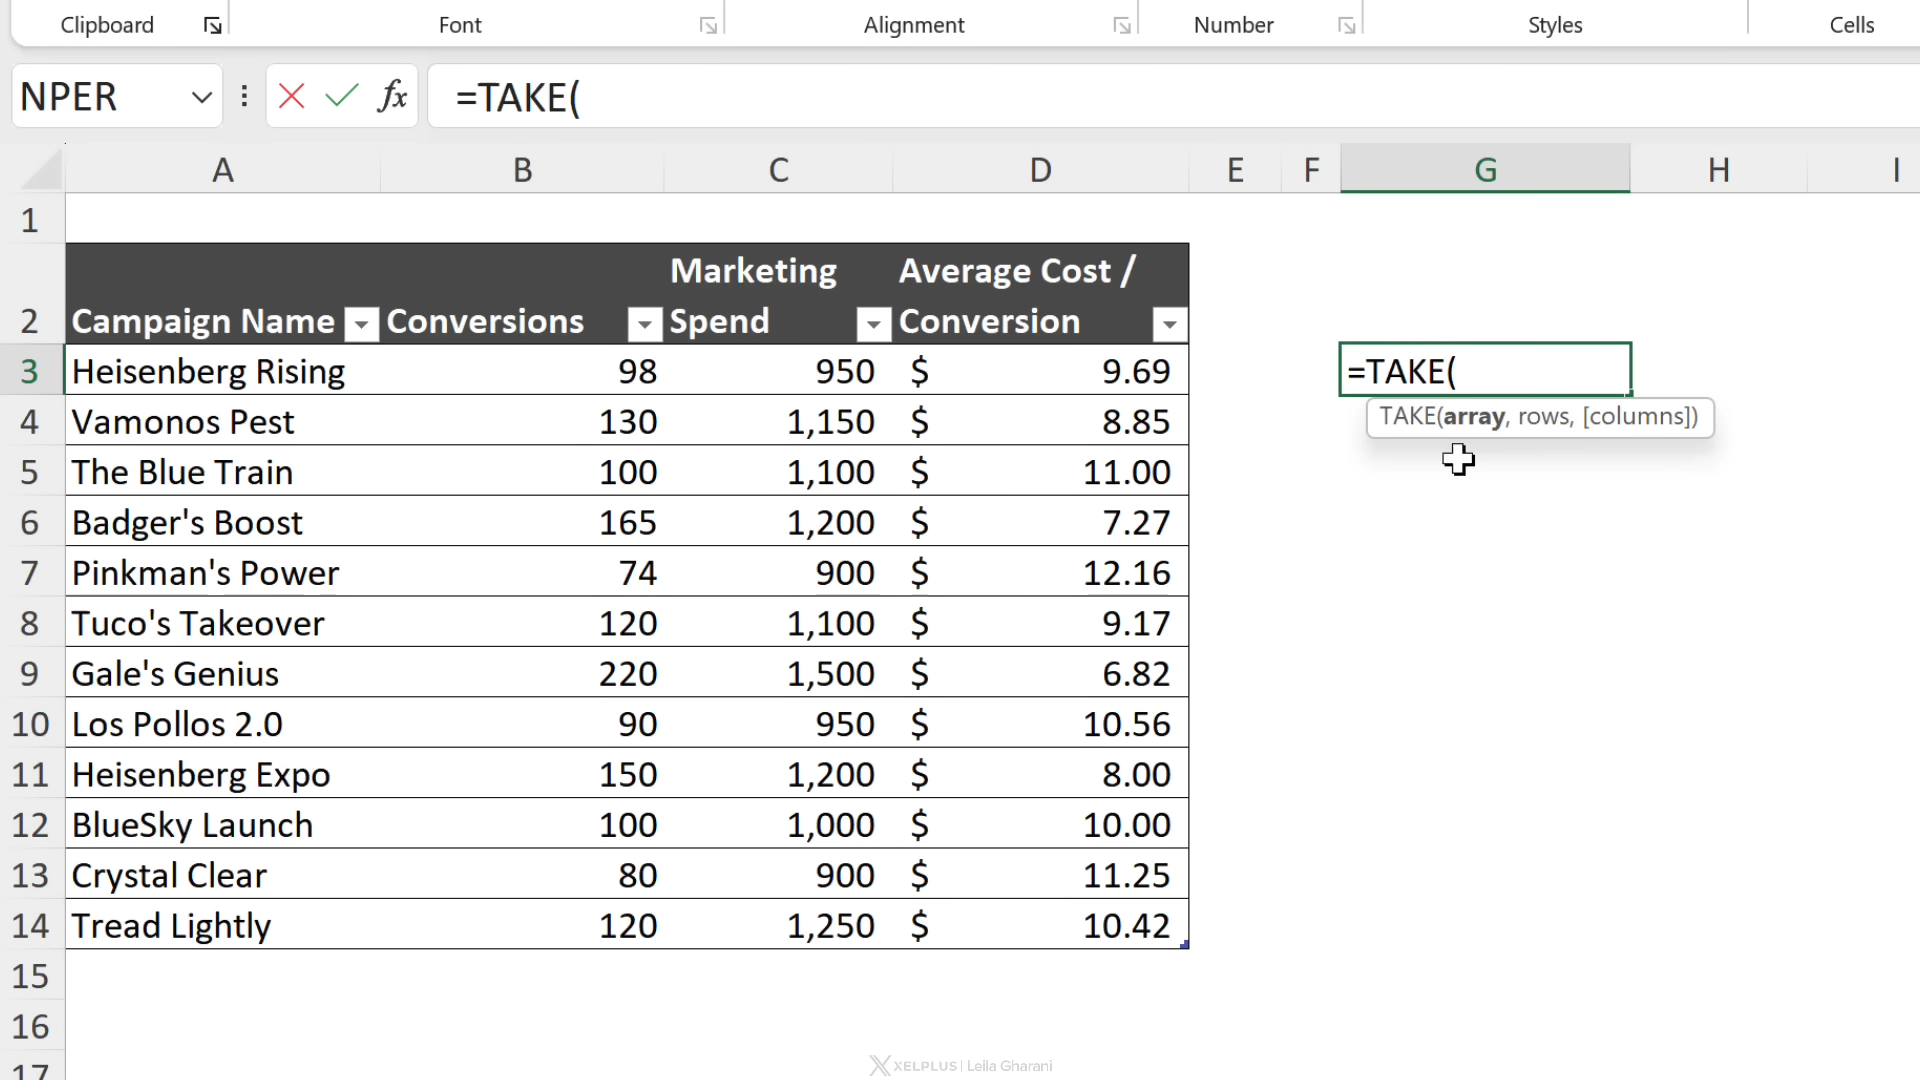 Clipboard Font Alignment Number Styles Cells
NPER fx =TAKE(
A B C D E F G H I
1
Marketing Average Cost /
2 Campaign Name Conversions Spend Conversion
3 Heisenberg Rising 98 950 $ 9.69 =TAKE(
TAKE(array, rows, [columns])
4 Vamonos Pest 130 1,150 $ 8.85
5 The Blue Train 100 1,100 $ 11.00
6 Badger's Boost 165 1,200 $ 7.27
7 Pinkman's Power 74 900 $ 12.16
8 Tuco's Takeover 120 1,100 $ 9.17
9 Gale's Genius 220 1,500 $ 6.82
10 Los Pollos 2.0 90 950 $ 10.56
11 Heisenberg Expo 150 1,200 $ 8.00
12 BlueSky Launch 100 1,000 $ 10.00
13 Crystal Clear 80 900 $ 11.25
14 Tread Lightly 120 1,250 $ 10.42
15
16
17
XELPLUS | Leila Gharani